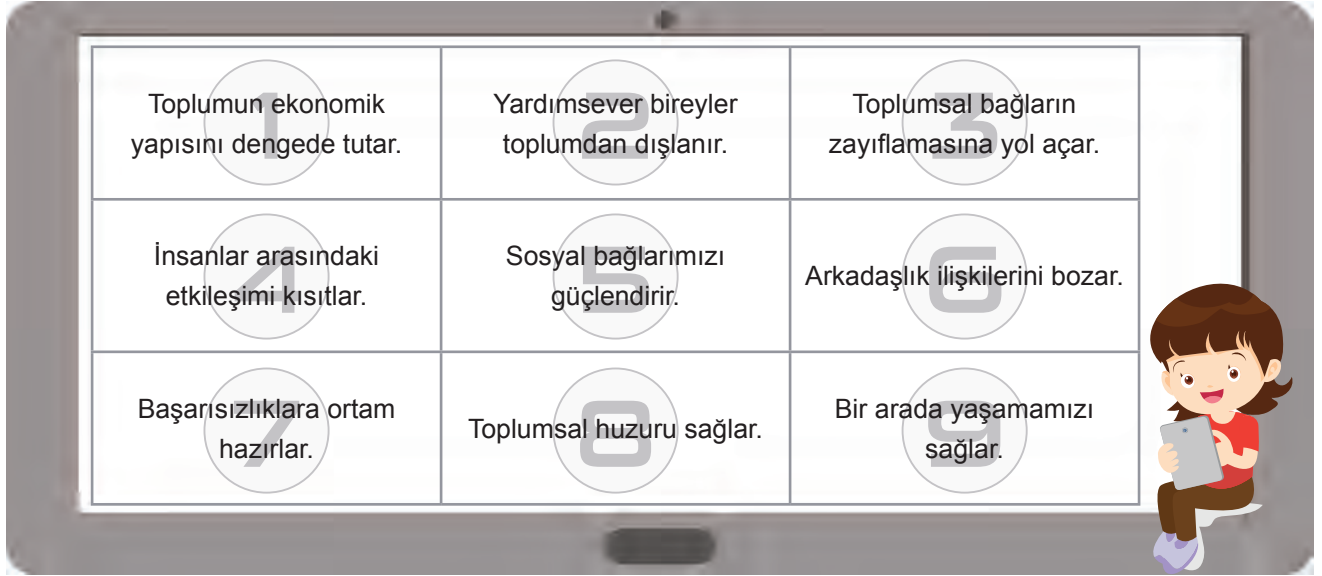 1
Toplumun ekonomik
yapısını dengede tutar.
2
Yardımsever bireyler
toplumdan dışlanır.
3
Toplumsal bağların
zayıflamasına yol açar.
4
İnsanlar arasındaki
etkileşimi kısıtlar.
5
Sosyal bağlarımızı
güçlendirir.
6
Arkadaşlık ilişkilerini bozar.
7
Başarısızlıklara ortam
hazırlar.
8
Toplumsal huzuru sağlar.
9
Bir arada yaşamamızı
sağlar.